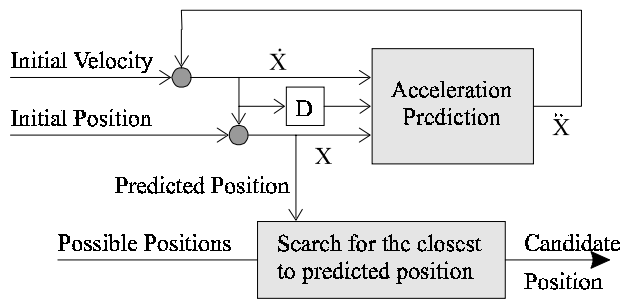 Initial Velocity
Ẋ
Acceleration
Prediction
D
Initial Position
Ẍ
X
Predicted Position
Possible Positions
Search for the closest
to predicted position
Candidate
Position